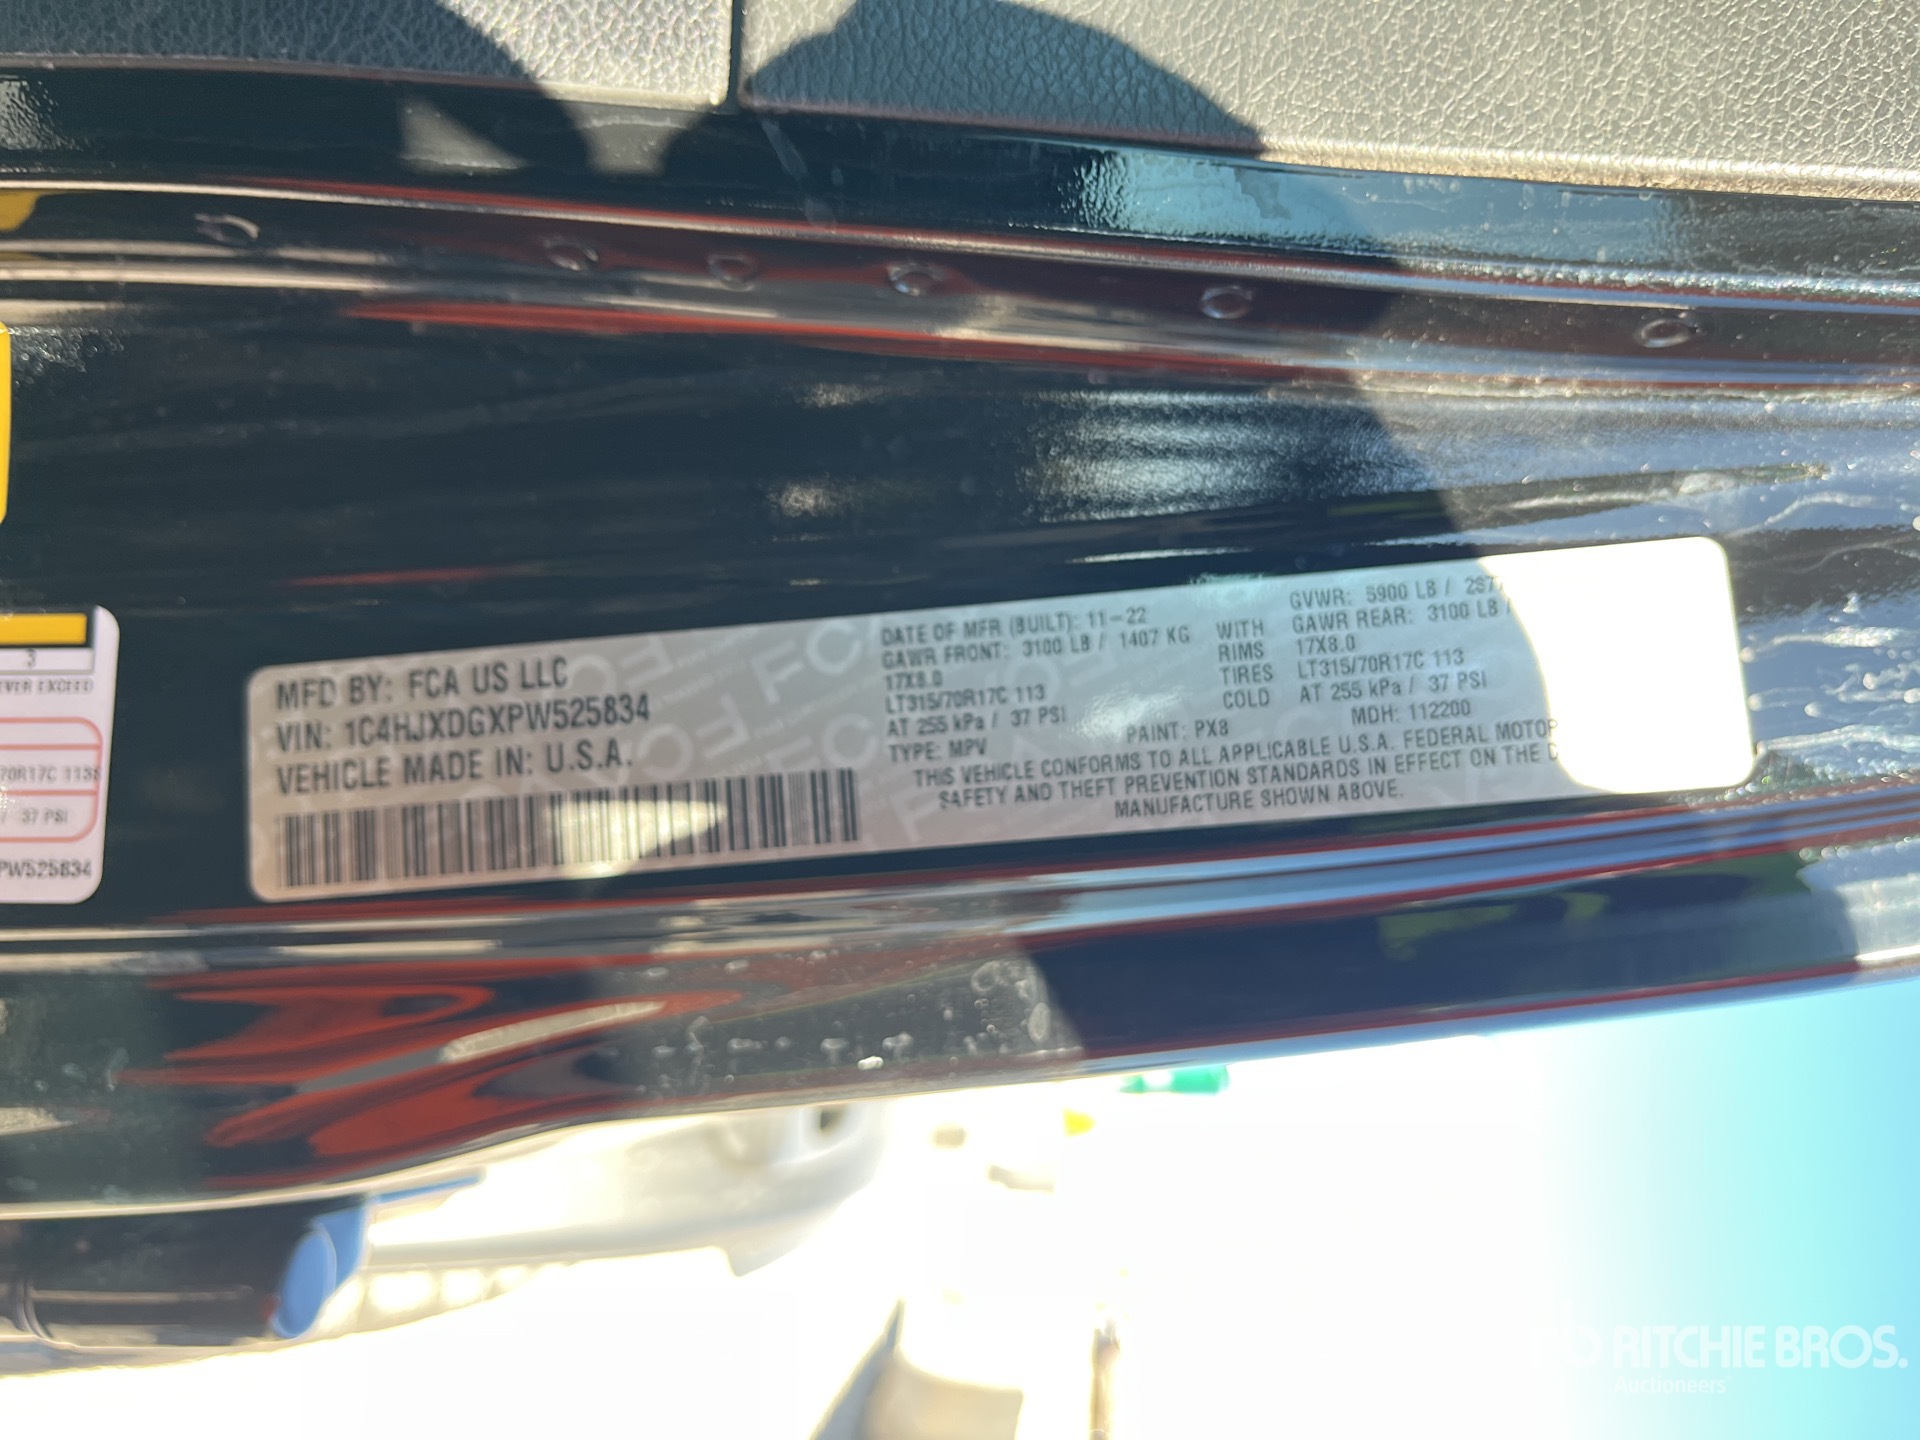 MFD BY: FCA US LLC
VIN: 1C4HJXDGXPW525834
VEHICLE MADE IN: U.S.A.
DATE OF MFR (BUILT): 11-22
GAWR FRONT: 3100 LB / 1407 KG
17X8.0
LT315/70R17C 113
AT 255 kPa / 37 PSI
TYPE: MPV
WITH
RIMS
TIRES
COLD
GVWR: 5900 LB /
GAWR REAR: 3100 LB /
17X8.0
LT315/70R17C 113
AT 255 kPa / 37 PSI
PAINT: PX8
MDH: 112200
THIS VEHICLE CONFORMS TO ALL APPLICABLE U.S.A. FEDERAL MOTOR
SAFETY AND THEFT PREVENTION STANDARDS IN EFFECT ON THE
MANUFACTURE SHOWN ABOVE.
3
EVER EXCEED
70R17C 113S
/ 37 PSI
PW525834
RITCHIE BROS.
Auctioneers